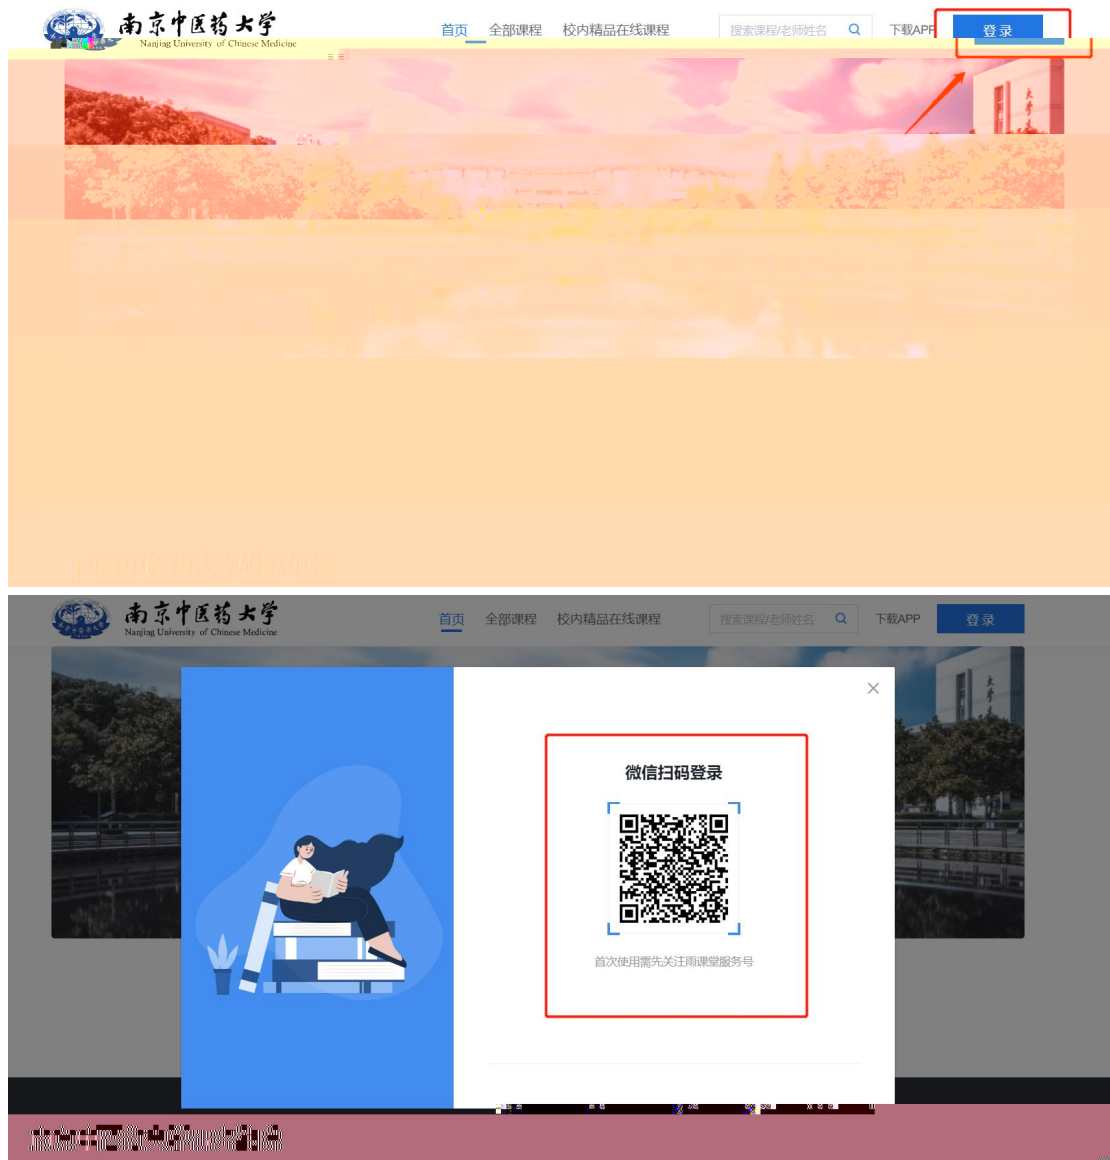 南京中医药大学
Nanjing University of Chinese Medicine
首页 全部课程 校内精品在线课程 搜索课程/老师姓名 下载APP 登录
南京中医药大学
Nanjing University of Chinese Medicine
首页 全部课程 校内精品在线课程 搜索课程/老师姓名 下载APP 登录
微信扫码登录
首次使用需先关注雨课堂服务号